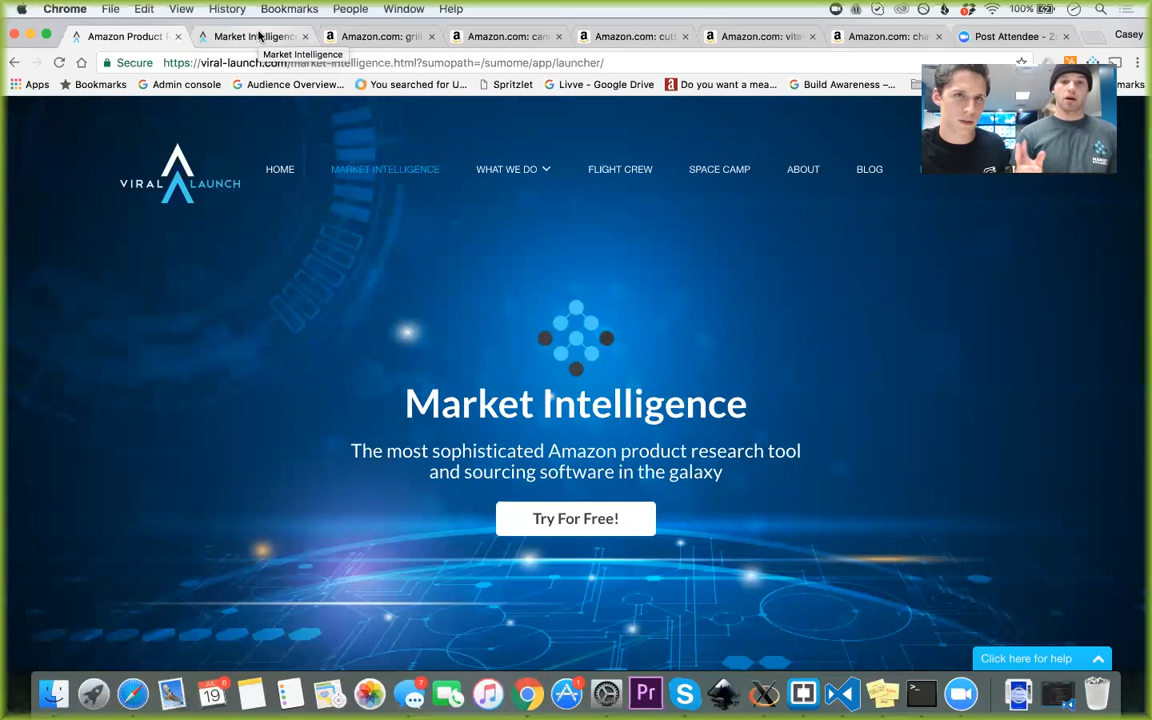 Chrome File Edit View History Bookmarks People Window Help 100%
Amazon Product Market Intelligence Amazon.com: grill Amazon.com: Amazon.com: Amazon.com: Amazon.com: Post Attendee - Casey
Market Intelligence
Secure https://viral-launch.com/market-intelligence.html?sumopath=/sumome/app/launcher/
Apps Bookmarks Admin console Audience Overview... You searched for U... Spritzlet Livve - Google Drive Do you want a mea... Build Awareness –...
VIRAL LAUNCH
HOME MARKET INTELLIGENCE WHAT WE DO FLIGHT CREW SPACE CAMP ABOUT BLOG
Market Intelligence
The most sophisticated Amazon product research tool
and sourcing software in the galaxy
Try For Free!
Click here for help
19
Pr